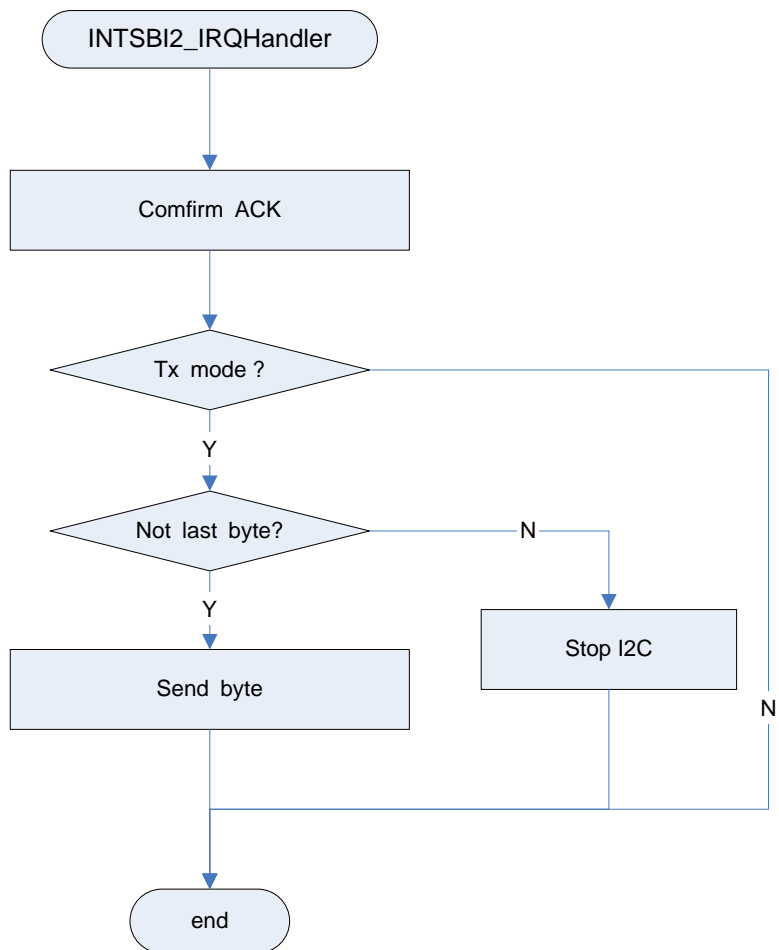 INTSBI2_IRQHandler
Comfirm ACK
Tx mode ?
Y
Not last byte?
N
Y
Stop I2C
Send byte
N
end